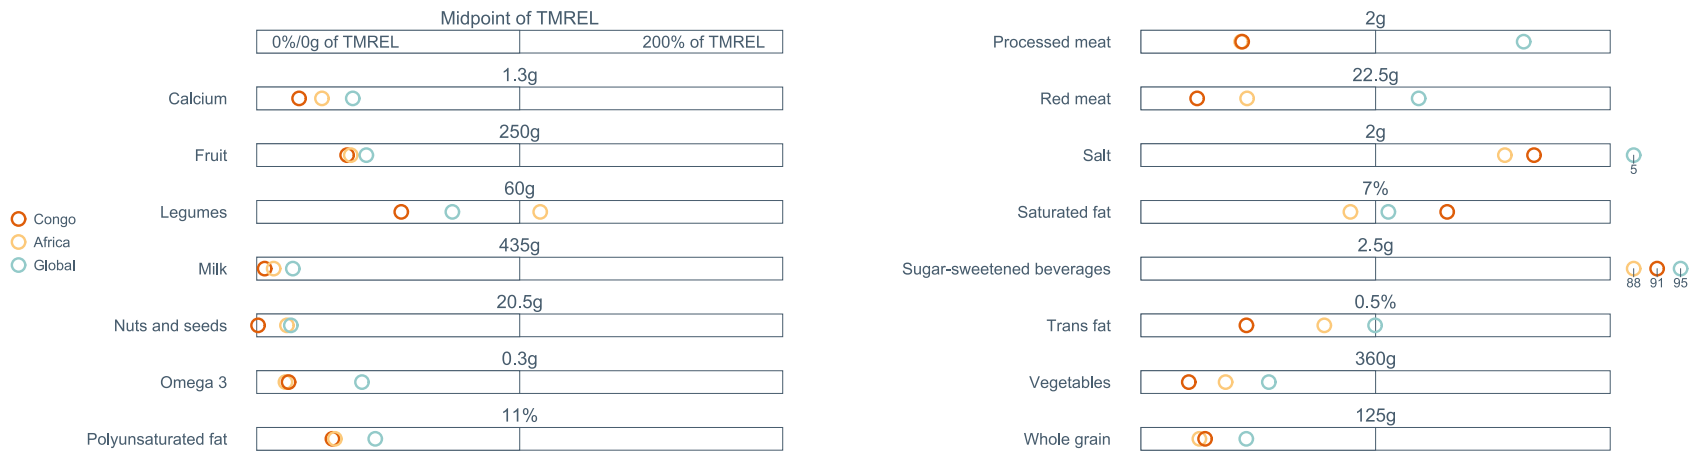 Midpoint of TMREL
0%/0g of TMREL
200% of TMREL
1.3g
Calcium
250g
Fruit
60g
Legumes
435g
Milk
20.5g
Nuts and seeds
0.3g
Omega 3
11%
Polyunsaturated fat
Congo
Africa
Global
2g
Processed meat
22.5g
Red meat
2g
Salt
5
7%
Saturated fat
2.5g
Sugar-sweetened beverages
88 91 95
0.5%
Trans fat
360g
Vegetables
125g
Whole grain